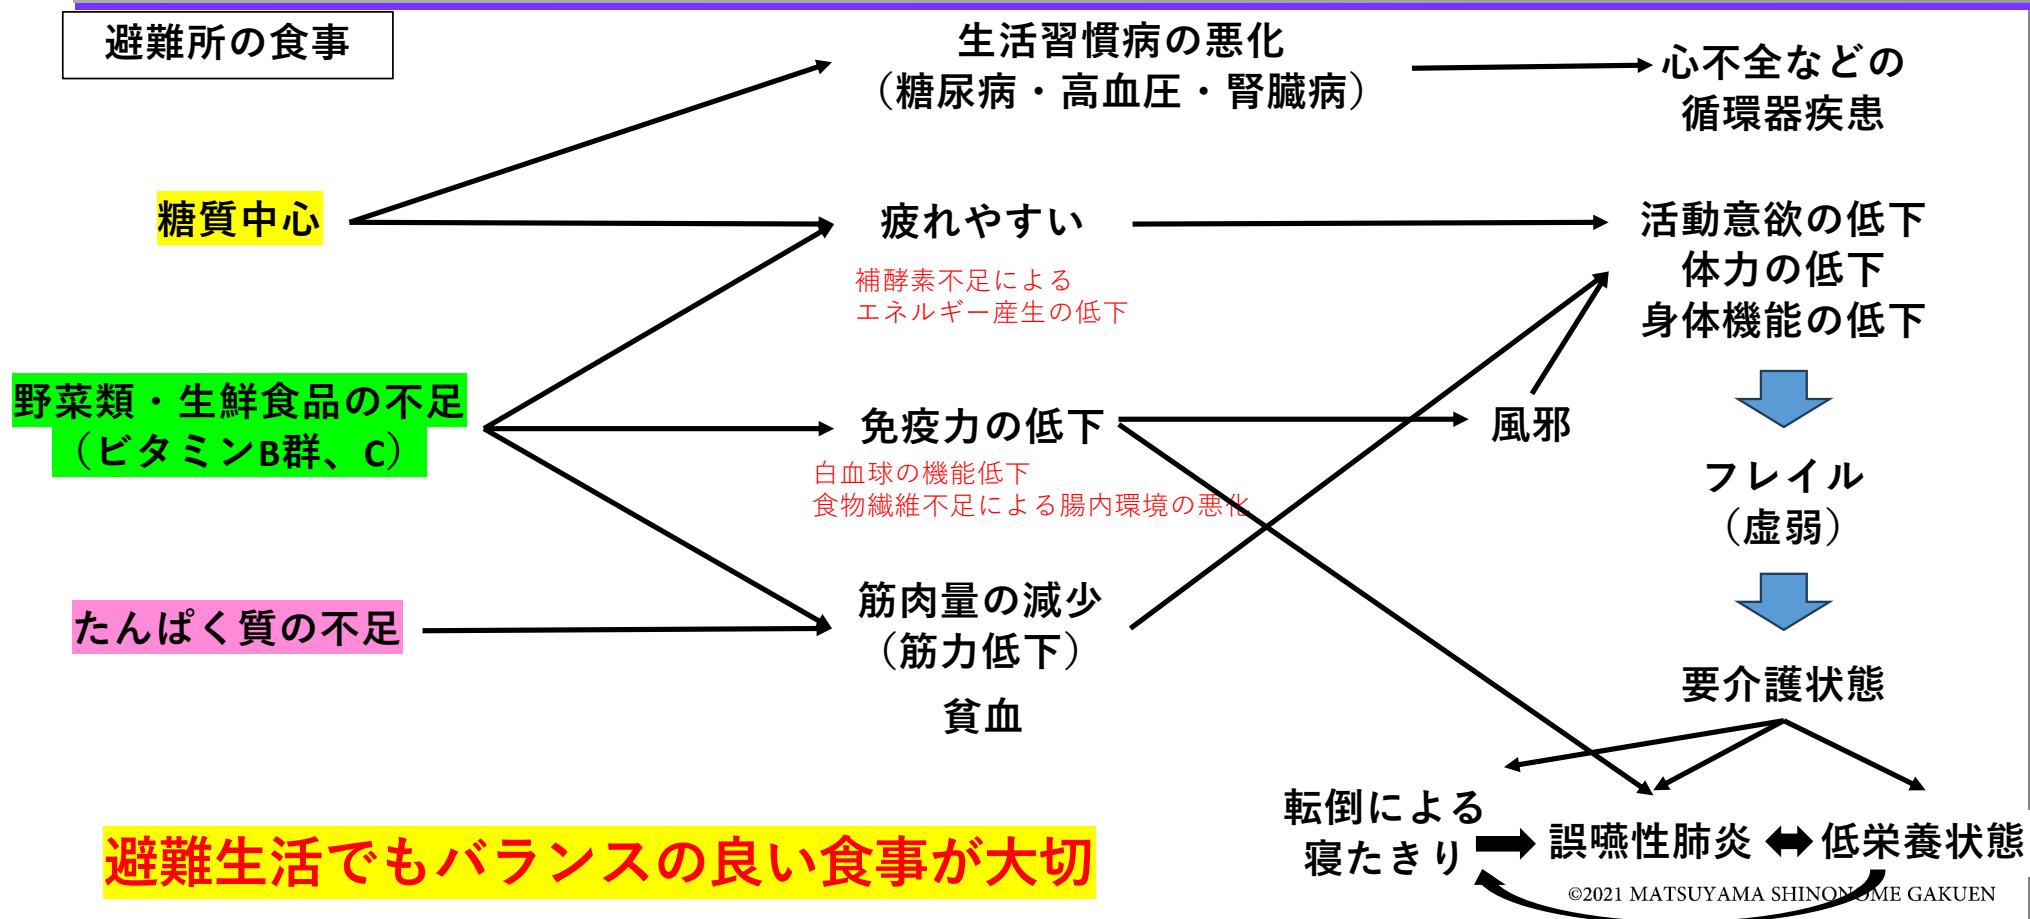 避難所の食事
生活習慣病の悪化
（糖尿病・高血圧・腎臓病）
心不全などの
循環器疾患
糖質中心
疲れやすい
補酵素不足による
エネルギー産生の低下
活動意欲の低下
体力の低下
身体機能の低下
野菜類・生鮮食品の不足
（ビタミンB群、C）
免疫力の低下
白血球の機能低下
食物繊維不足による腸内環境の悪化
風邪
フレイル
（虚弱）
たんぱく質の不足
筋肉量の減少
（筋力低下）
貧血
要介護状態
転倒による
寝たきり
誤嚥性肺炎
低栄養状態
避難生活でもバランスの良い食事が大切
©2021 MATSUYAMA SHINONOME GAKUEN